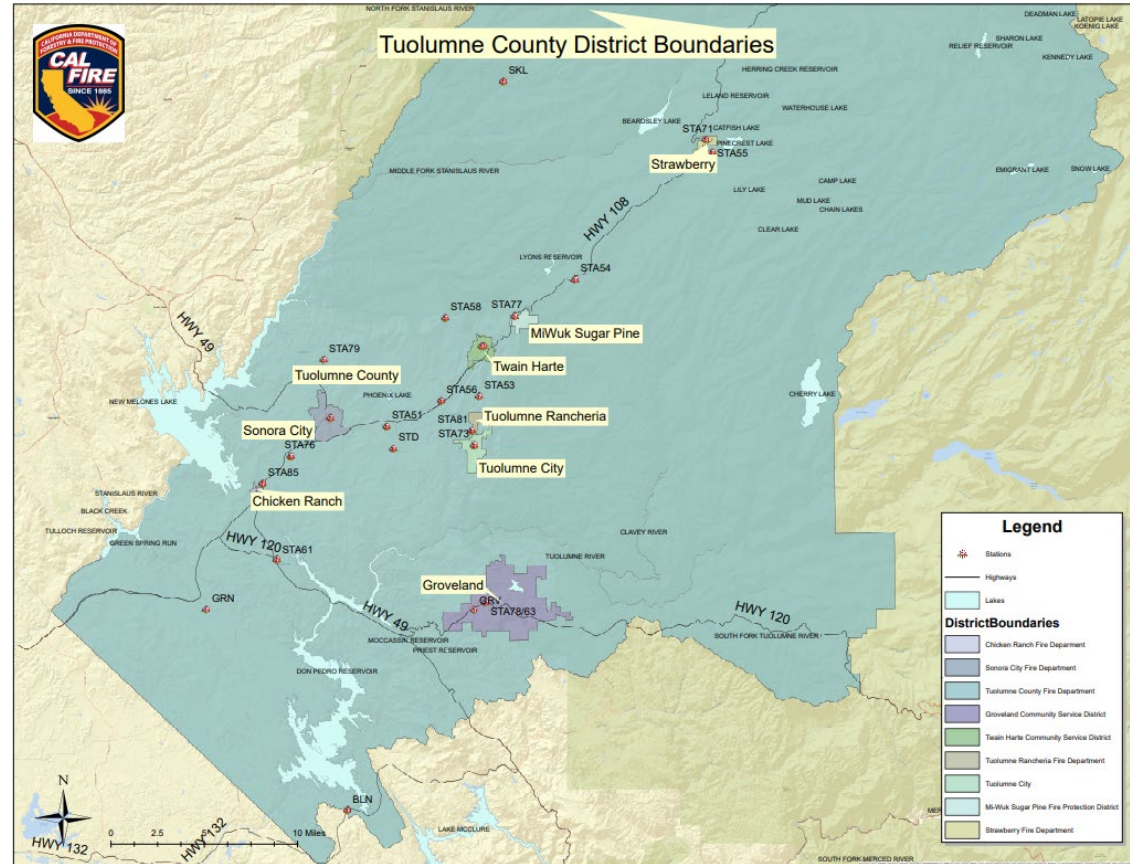 NORTH FORK STANISLAUS RIVER
DEADMAN LAKE
LATOPIE LAKE
KOENIG LAKE
CALIFORNIA DEPARTMENT OF
FORESTRY & FIRE PROTECTION
CAL
FIRE
SINCE 1885
Tuolumne County District Boundaries
SHARON LAKE
RELIEF RESERVOIR
KENNEDY LAKE
SKL
HERRING CREEK RESERVOIR
LELAND RESERVOIR
WATERHOUSE LAKE
BEARDSLEY LAKE
STA71
CATFISH LAKE
PINECREST LAKE
STA55
Strawberry
MIDDLE FORK STANISLAUS RIVER
EMIGRANT LAKE
SNOW LAKE
CAMP LAKE
LILY LAKE
MUD LAKE
CHAIN LAKES
CLEAR LAKE
HWY 108
LYONS RESERVOIR
STA54
STA58
STA77
MiWuk Sugar Pine
HWY 49
STA79
Twain Harte
Tuolumne County
CHERRY LAKE
NEW MELONES LAKE
PHOENIX LAKE
STA56
STA53
Sonora City
STA51
STA81
Tuolumne Rancheria
STA76
STD
STA73
Tuolumne City
STA85
Chicken Ranch
STANISLAUS RIVER
BLACK CREEK
TULLOCH RESERVOIR
GREEN SPRING RUN
HWY 120
STA61
CLAVEY RIVER
TUOLUMNE RIVER
Groveland
GRV
STA78/63
GRN
HWY 49
HWY 120
MOCCASSIN RESERVOIR
PRIEST RESERVOIR
SOUTH FORK TUOLUMNE RIVER
DON PEDRO RESERVOIR
BLN
N
0 2.5 5 10 Miles
HWY 132
HWY 132
LAKE MCCLURE
SOUTH FORK MERCED RIVER
MER
Legend
Stations
Highways
Lakes
DistrictBoundaries
Chicken Ranch Fire Deparment
Sonora City Fire Department
Tuolumne County Fire Department
Groveland Community Service District
Twain Harte Community Service District
Tuolumne Rancheria Fire Department
Tuolumne City
Mi-Wuk Sugar Pine Fire Protection District
Strawberry Fire Department